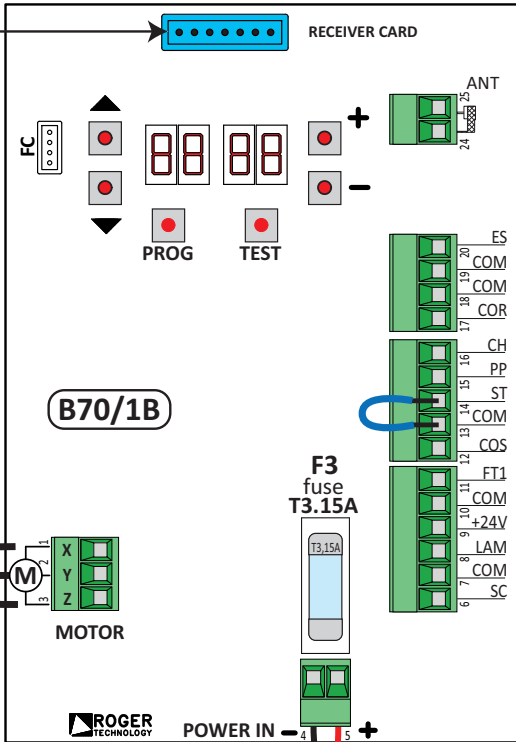 RECEIVER CARD
ANT
25
24
FC
+
−
PROG
TEST
ES
20
COM
19
COM
18
COR
17
CH
16
PP
15
ST
14
COM
13
COS
12
B70/1B
F3
fuse
T3.15A
T3,15A
FT1
11
COM
10
+24V
9
LAM
8
COM
7
SC
6
M
1
X
2
Y
3
Z
MOTOR
ROGER
TECHNOLOGY
POWER IN − 4 5 +